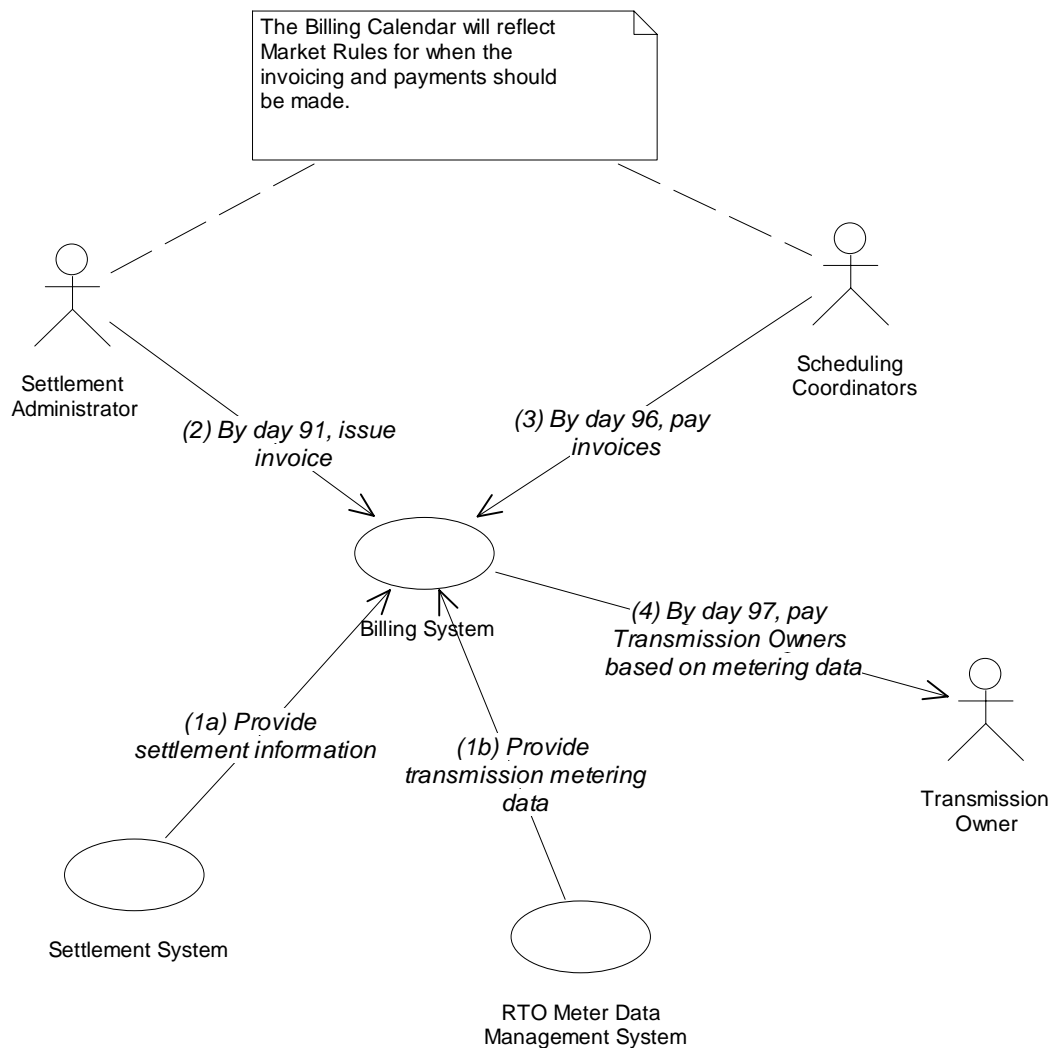 The Billing Calendar will reflect
Market Rules for when the
invoicing and payments should
be made.
Settlement
Administrator
Scheduling
Coordinators
(2) By day 91, issue
invoice
(3) By day 96, pay
invoices
Billing System
(4) By day 97, pay
Transmission Owners
based on metering data
(1a) Provide
settlement information
(1b) Provide
transmission metering
data
Transmission
Owner
Settlement System
RTO Meter Data
Management System